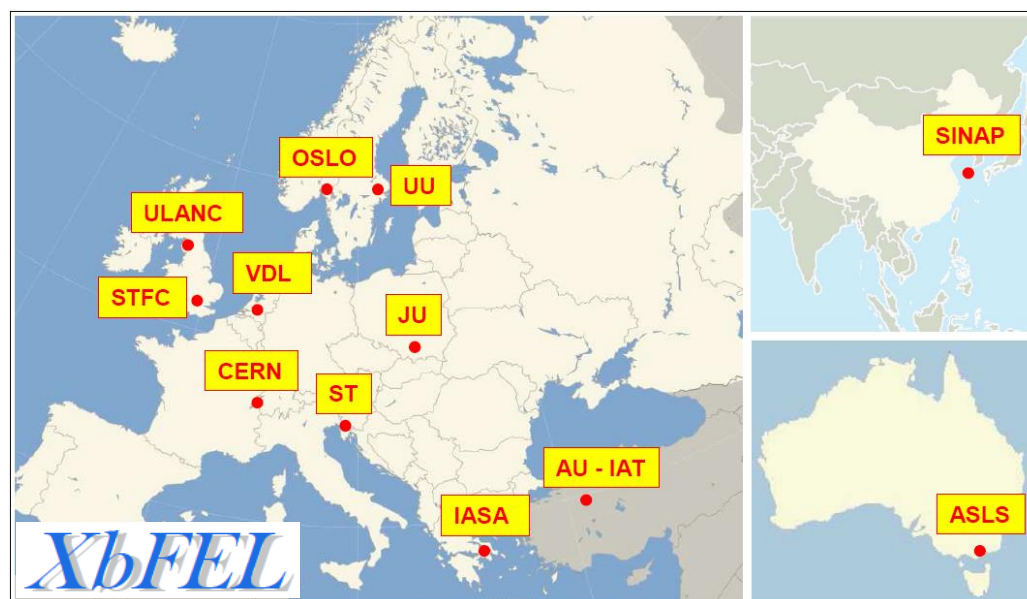 OSLO
UU
ULANC
VDL
STFC
JU
CERN
ST
AU - IAT
IASA
XbFEL
SINAP
ASLS